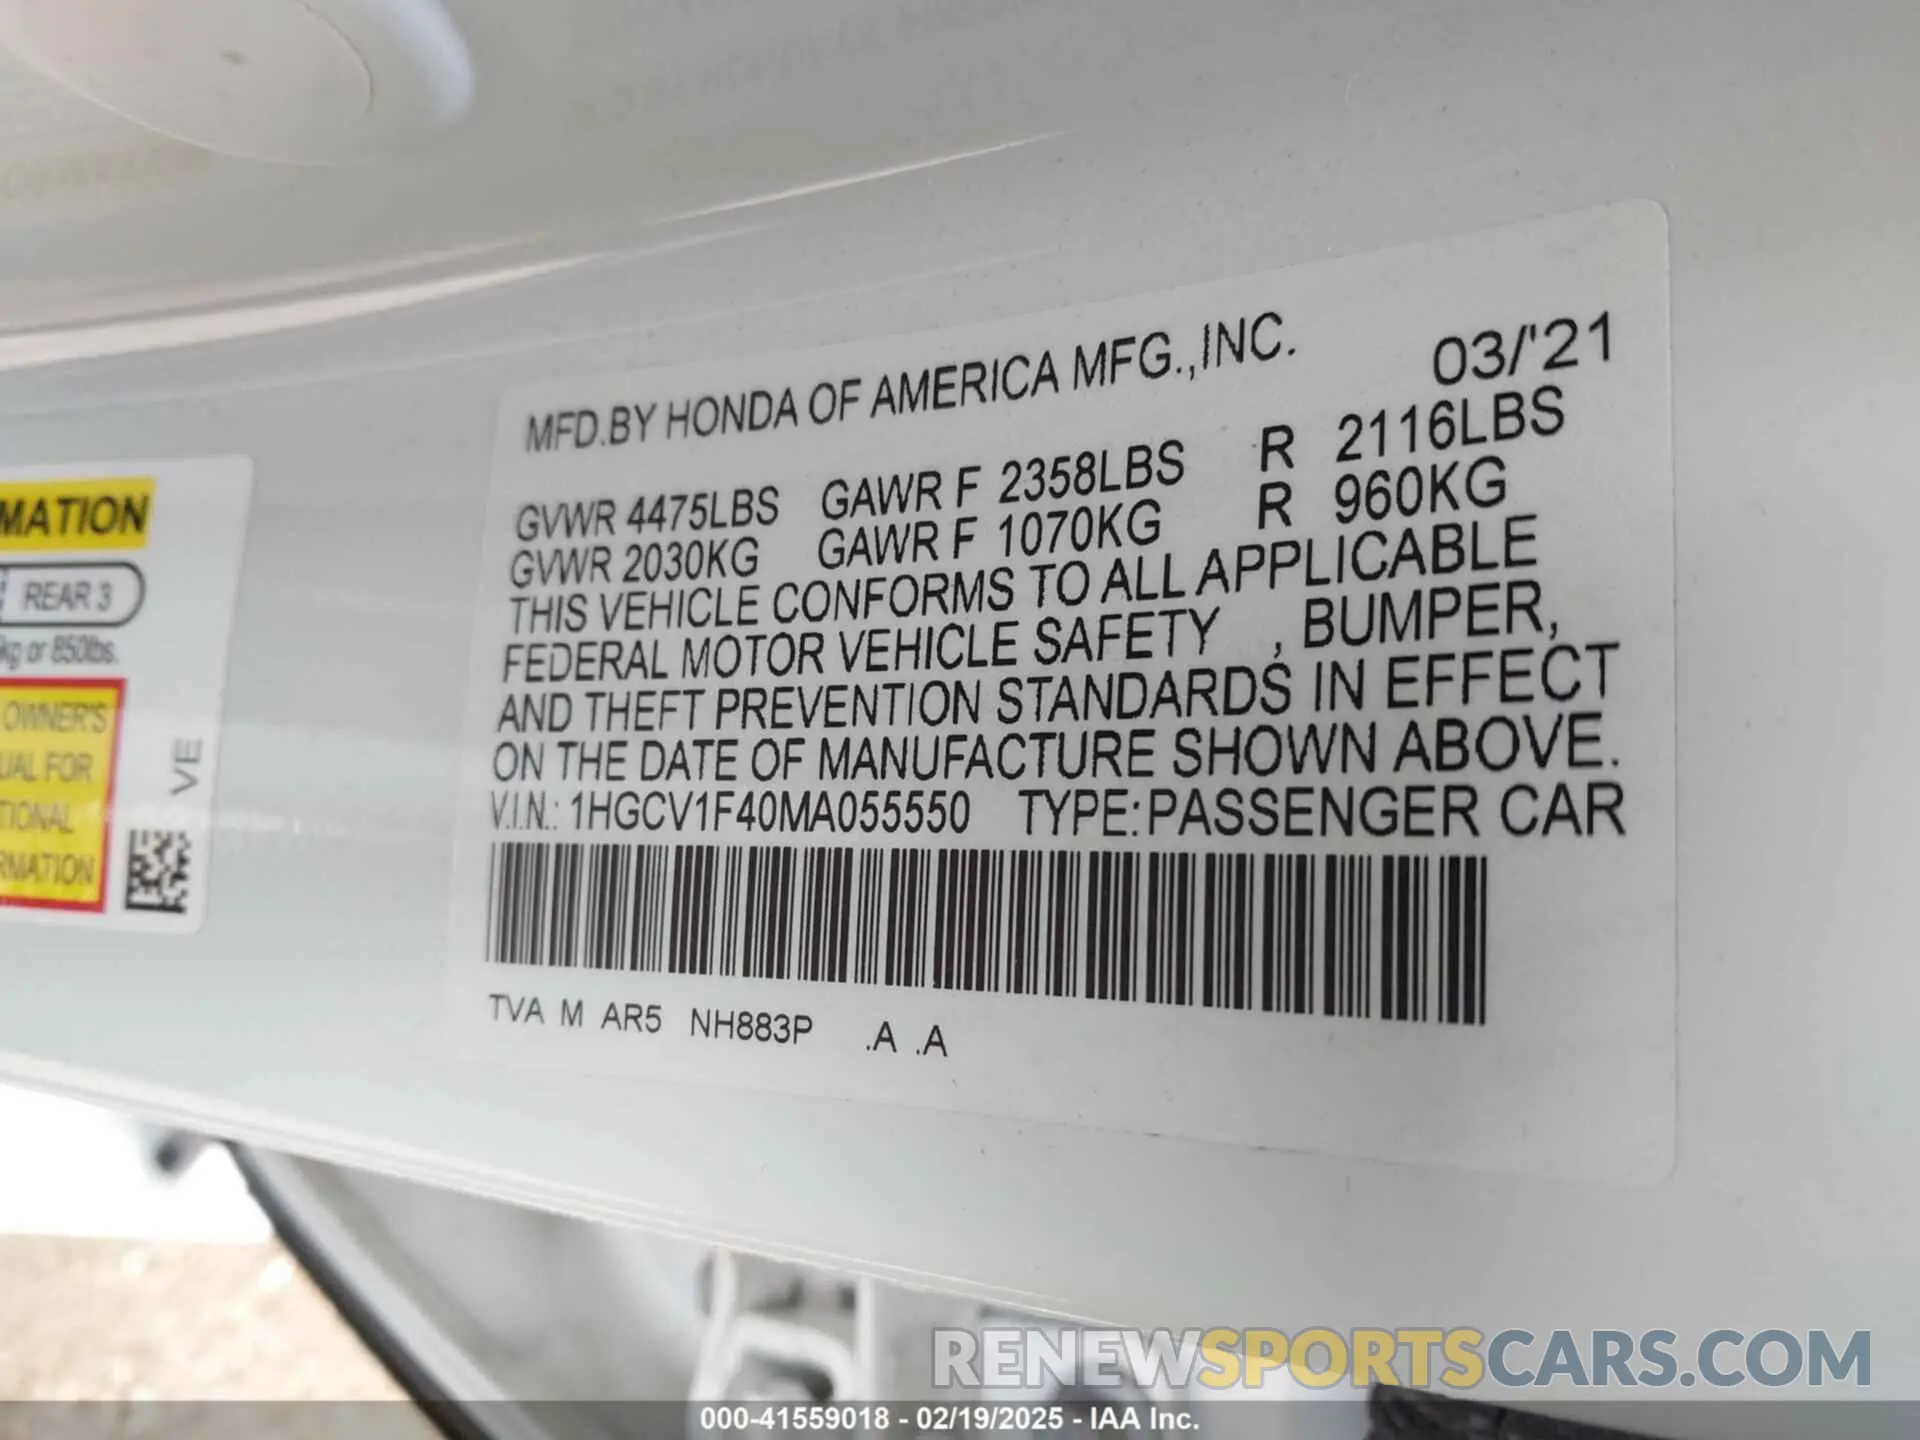 MFD.BY HONDA OF AMERICA MFG.,INC. 03/'21
GVWR 4475LBS GAWR F 2358LBS R 2116LBS
GVWR 2030KG GAWR F 1070KG R 960KG
THIS VEHICLE CONFORMS TO ALL APPLICABLE
FEDERAL MOTOR VEHICLE SAFETY , BUMPER,
AND THEFT PREVENTION STANDARDS IN EFFECT
ON THE DATE OF MANUFACTURE SHOWN ABOVE.
V.I.N.: 1HGCV1F40MA055550 TYPE:PASSENGER CAR
TVA M AR5 NH883P .A .A
MATION
REAR 3
kg or 850lbs.
OWNER'S
UAL FOR
TIONAL
RMATION
VE
RENEWSPORTSCARS.COM
000-41559018 - 02/19/2025 - IAA Inc.